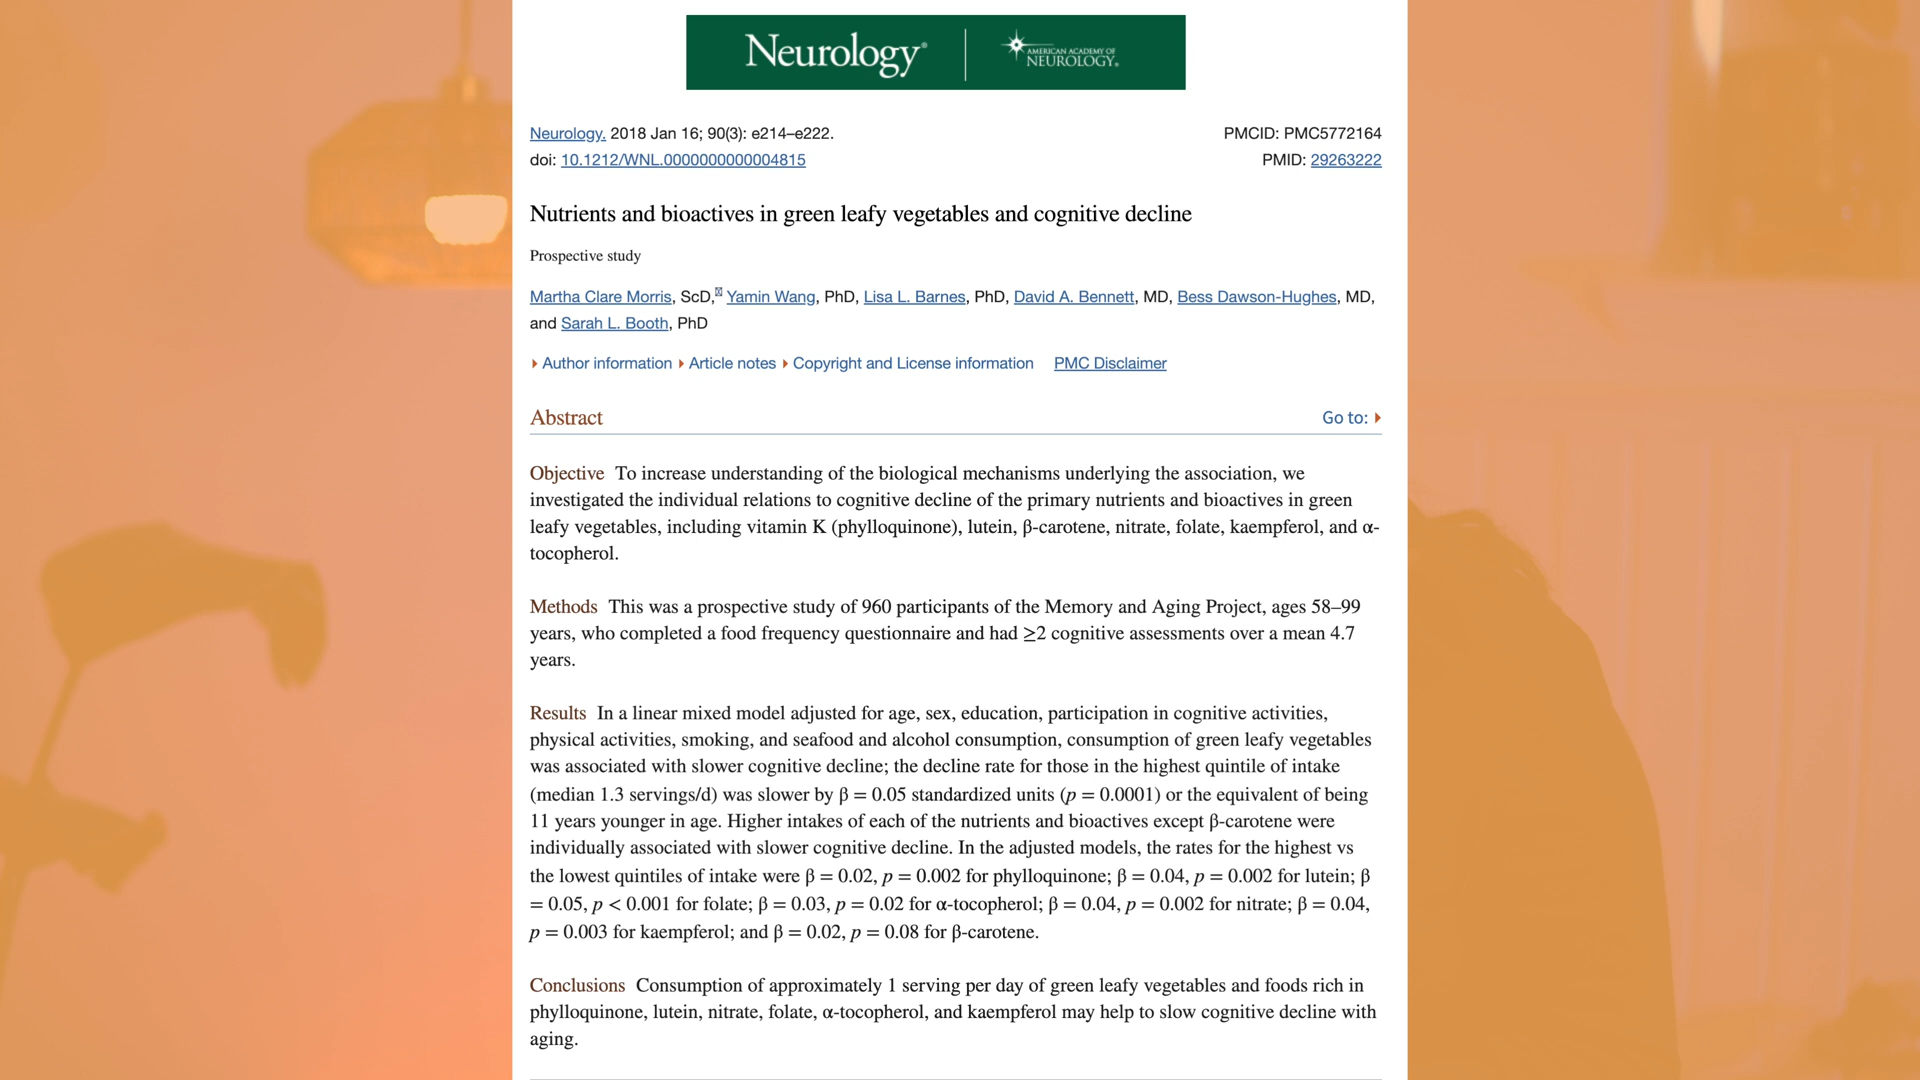 Neurology®
AMERICAN ACADEMY OF
NEUROLOGY®
Neurology. 2018 Jan 16; 90(3): e214–e222.
PMCID: PMC5772164
doi: 10.1212/WNL.0000000000004815
PMID: 29263222
Nutrients and bioactives in green leafy vegetables and cognitive decline
Prospective study
Martha Clare Morris, ScD, Yamin Wang, PhD, Lisa L. Barnes, PhD, David A. Bennett, MD, Bess Dawson-Hughes, MD,
and Sarah L. Booth, PhD
Author information Article notes Copyright and License information PMC Disclaimer
Abstract
Go to:
Objective To increase understanding of the biological mechanisms underlying the association, we
investigated the individual relations to cognitive decline of the primary nutrients and bioactives in green
leafy vegetables, including vitamin K (phylloquinone), lutein, β-carotene, nitrate, folate, kaempferol, and α-
tocopherol.
Methods This was a prospective study of 960 participants of the Memory and Aging Project, ages 58–99
years, who completed a food frequency questionnaire and had ≥2 cognitive assessments over a mean 4.7
years.
Results In a linear mixed model adjusted for age, sex, education, participation in cognitive activities,
physical activities, smoking, and seafood and alcohol consumption, consumption of green leafy vegetables
was associated with slower cognitive decline; the decline rate for those in the highest quintile of intake
(median 1.3 servings/d) was slower by β = 0.05 standardized units (p = 0.0001) or the equivalent of being
11 years younger in age. Higher intakes of each of the nutrients and bioactives except β-carotene were
individually associated with slower cognitive decline. In the adjusted models, the rates for the highest vs
the lowest quintiles of intake were β = 0.02, p = 0.002 for phylloquinone; β = 0.04, p = 0.002 for lutein; β
= 0.05, p < 0.001 for folate; β = 0.03, p = 0.02 for α-tocopherol; β = 0.04, p = 0.002 for nitrate; β = 0.04,
p = 0.003 for kaempferol; and β = 0.02, p = 0.08 for β-carotene.
Conclusions Consumption of approximately 1 serving per day of green leafy vegetables and foods rich in
phylloquinone, lutein, nitrate, folate, α-tocopherol, and kaempferol may help to slow cognitive decline with
aging.